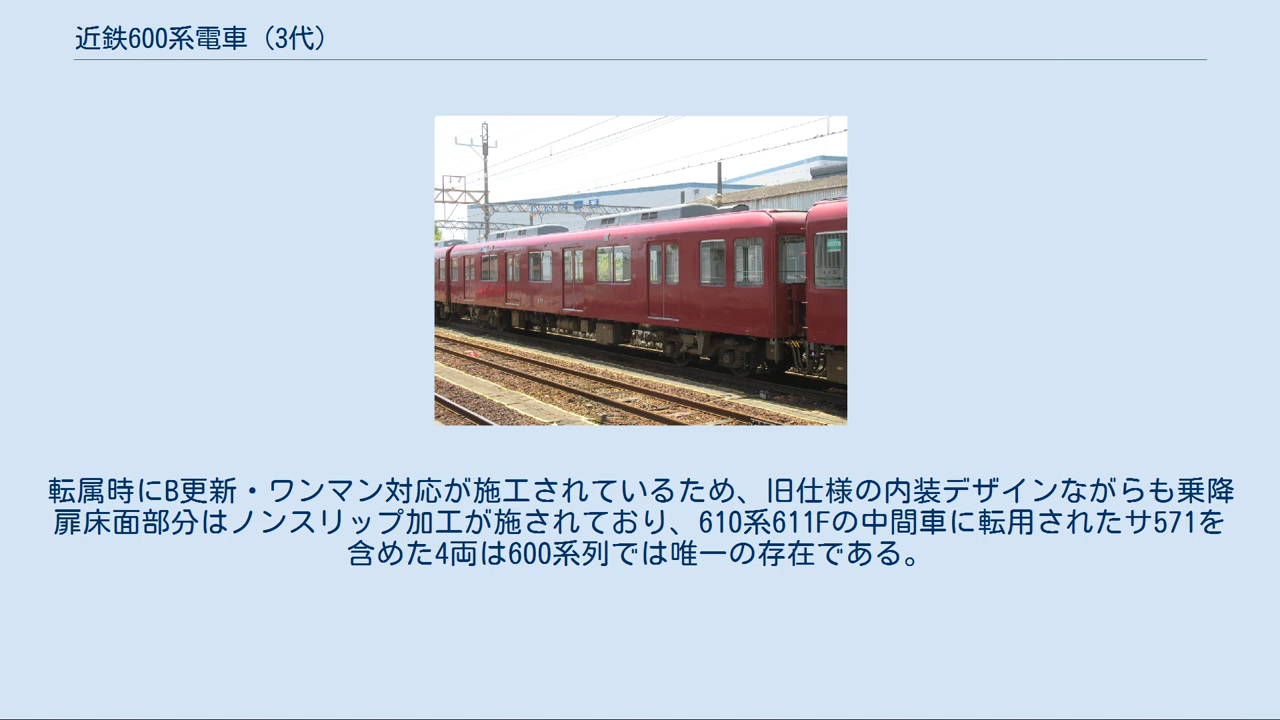 近鉄600系電車（3代）
転属時にB更新・ワンマン対応が施工されているため、旧仕様の内装デザインながらも乗降
扉床面部分はノンスリップ加工が施されており、610系611Fの中間車に転用されたサ571を
含めた4両は600系列では唯一の存在である。